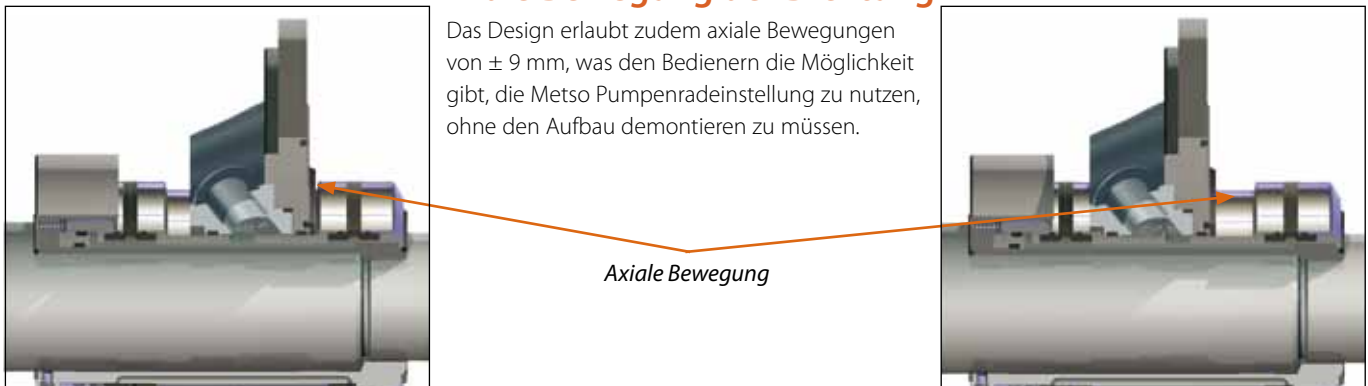 Das Design erlaubt zudem axiale Bewegungen
von ± 9 mm, was den Bedienern die Möglichkeit
gibt, die Metso Pumpenradeinstellung zu nutzen,
ohne den Aufbau demontieren zu müssen.
Axiale Bewegung